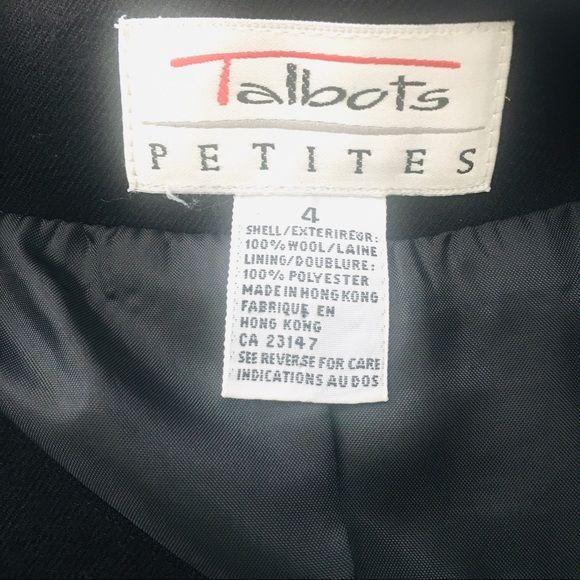 Talbots
PETITES
4
SHELL/EXTERIREGR:
100% WOOL/LAINE
LINING/DOUBLURE:
100% POLYESTER
MADE IN HONG KONG
FABRIQUE EN
HONG KONG
CA 23147
SEE REVERSE FOR CARE
INDICATIONS AU DOS